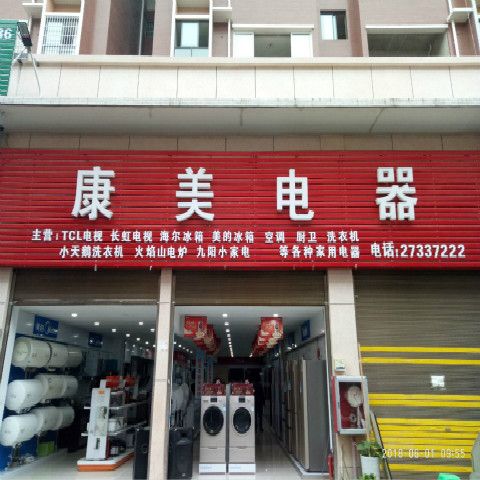 36
康美电器
主营:TCL电视 长虹电视 海尔冰箱 美的冰箱 空调 厨卫 洗衣机
小天鹅洗衣机 火焰山电炉 九阳小家电 等各种家用电器 电话:27337222
2018 06 01 09:55